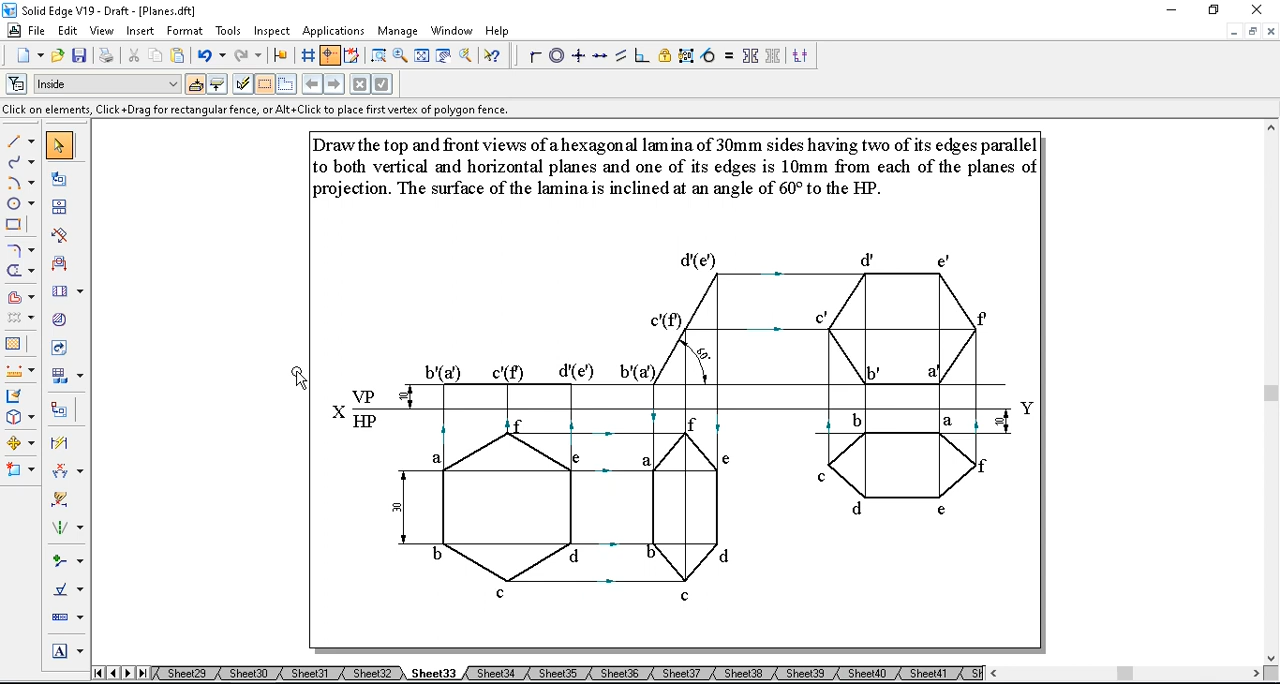 Solid Edge V19 - Draft - [Planes.dft]
File Edit View Insert Format Tools Inspect Applications Manage Window Help
Inside
Click on elements, Click+Drag for rectangular fence, or Alt+Click to place first vertex of polygon fence.
Draw the top and front views of a hexagonal lamina of 30mm sides having two of its edges parallel
to both vertical and horizontal planes and one of its edges is 10mm from each of the planes of
projection. The surface of the lamina is inclined at an angle of 60° to the HP.
d'(e') d' e'
c'(f') c' f'
60°
b'(a') c'(f') d'(e') b'(a') b' a'
10
X VP Y
HP
10
f f b a
a e a e
c f
30
d e
b d b d
c c
A
Sheet29 Sheet30 Sheet31 Sheet32 Sheet33 Sheet34 Sheet35 Sheet36 Sheet37 Sheet38 Sheet39 Sheet40 Sheet41